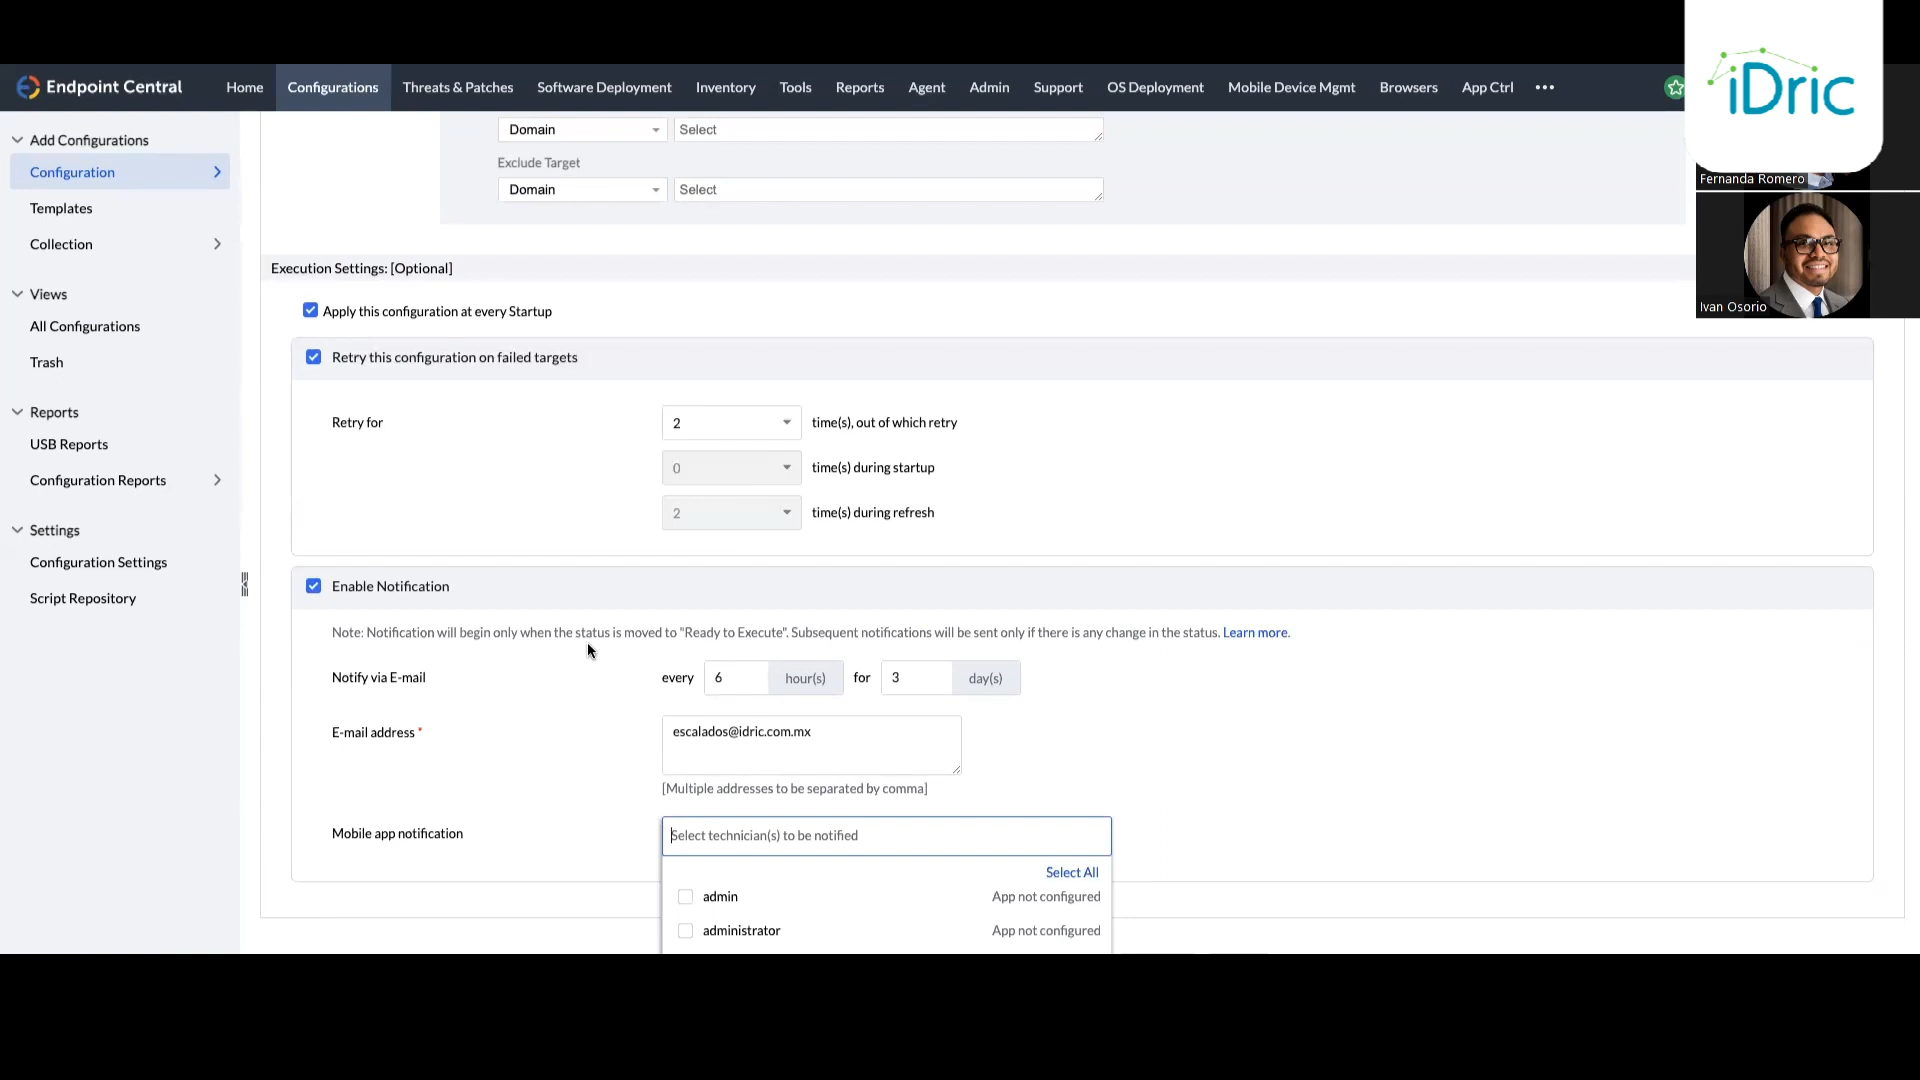 Endpoint Central
Home
Configurations
Threats & Patches
Software Deployment
Inventory
Tools
Reports
Agent
Admin
Support
OS Deployment
Mobile Device Mgmt
Browsers
App Ctrl
•••
iDric
Fernanda Romero
Ivan Osorio
Add Configurations
Configuration
Templates
Collection
Views
All Configurations
Trash
Reports
USB Reports
Configuration Reports
Settings
Configuration Settings
Script Repository
Domain
Select
Exclude Target
Domain
Select
Execution Settings: [Optional]
Apply this configuration at every Startup
Retry this configuration on failed targets
Retry for
2
time(s), out of which retry
0
time(s) during startup
2
time(s) during refresh
Enable Notification
Note: Notification will begin only when the status is moved to "Ready to Execute". Subsequent notifications will be sent only if there is any change in the status. Learn more.
Notify via E-mail
every
6
hour(s)
for
3
day(s)
E-mail address *
escalados@idric.com.mx
[Multiple addresses to be separated by comma]
Mobile app notification
Select technician(s) to be notified
Select All
admin
App not configured
administrator
App not configured